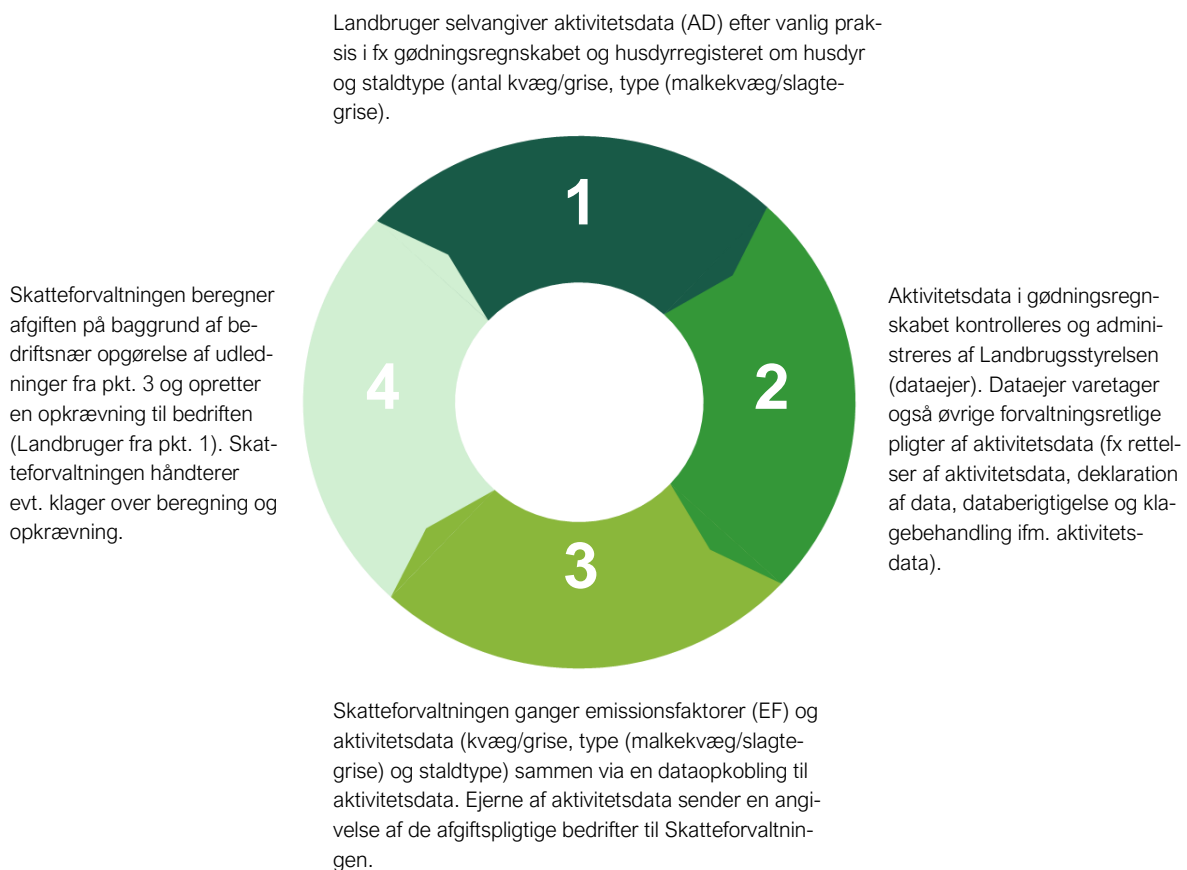 Landbruger selvangiver aktivitetsdata (AD) efter vanlig prak-
sis i fx gødningsregnskabet og husdyrregisteret om husdyr
og staldtype (antal kvæg/grise, type (malkekvæg/slagte-
grise).
1
2
Aktivitetsdata i gødningsregn-
skabet kontrolleres og admini-
streres af Landbrugsstyrelsen
(dataejer). Dataejer varetager
også øvrige forvaltningsretlige
pligter af aktivitetsdata (fx rettel-
ser af aktivitetsdata, deklaration
af data, databerigtigelse og kla-
gebehandling ifm. aktivitets-
data).
3
Skatteforvaltningen ganger emissionsfaktorer (EF) og
aktivitetsdata (kvæg/grise, type (malkekvæg/slagte-
grise) og staldtype) sammen via en dataopkobling til
aktivitetsdata. Ejerne af aktivitetsdata sender en angi-
velse af de afgiftspligtige bedrifter til Skatteforvaltnin-
gen.
4
Skatteforvaltningen beregner
afgiften på baggrund af be-
driftsnær opgørelse af udled-
ninger fra pkt. 3 og opretter
en opkrævning til bedriften
(Landbruger fra pkt. 1). Skat-
teforvaltningen håndterer
evt. klager over beregning og
opkrævning.